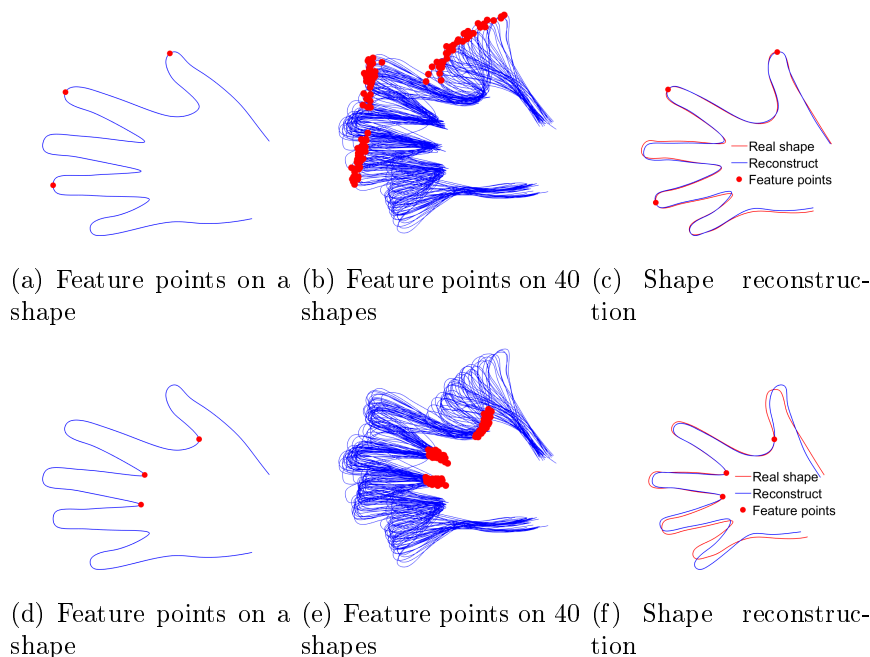 Real shape
Reconstruct
Feature points
(a) Feature points on a shape
(b) Feature points on 40 shapes
(c) Shape reconstruc-
tion
Real shape
Reconstruct
Feature points
(d) Feature points on a shape
(e) Feature points on 40 shapes
(f) Shape reconstruc-
tion